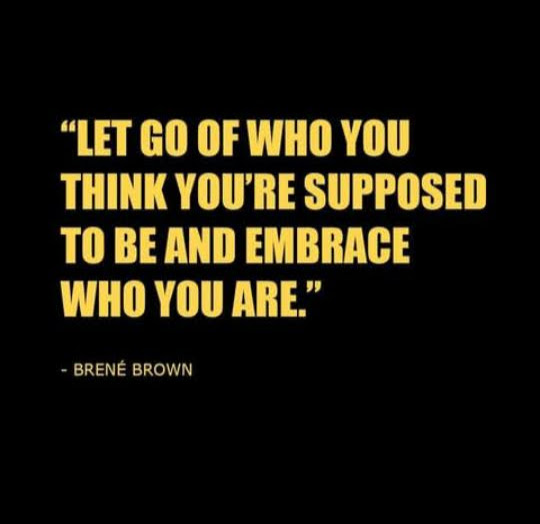 “LET GO OF WHO YOU
THINK YOU’RE SUPPOSED
TO BE AND EMBRACE
WHO YOU ARE.”
- BRENÉ BROWN